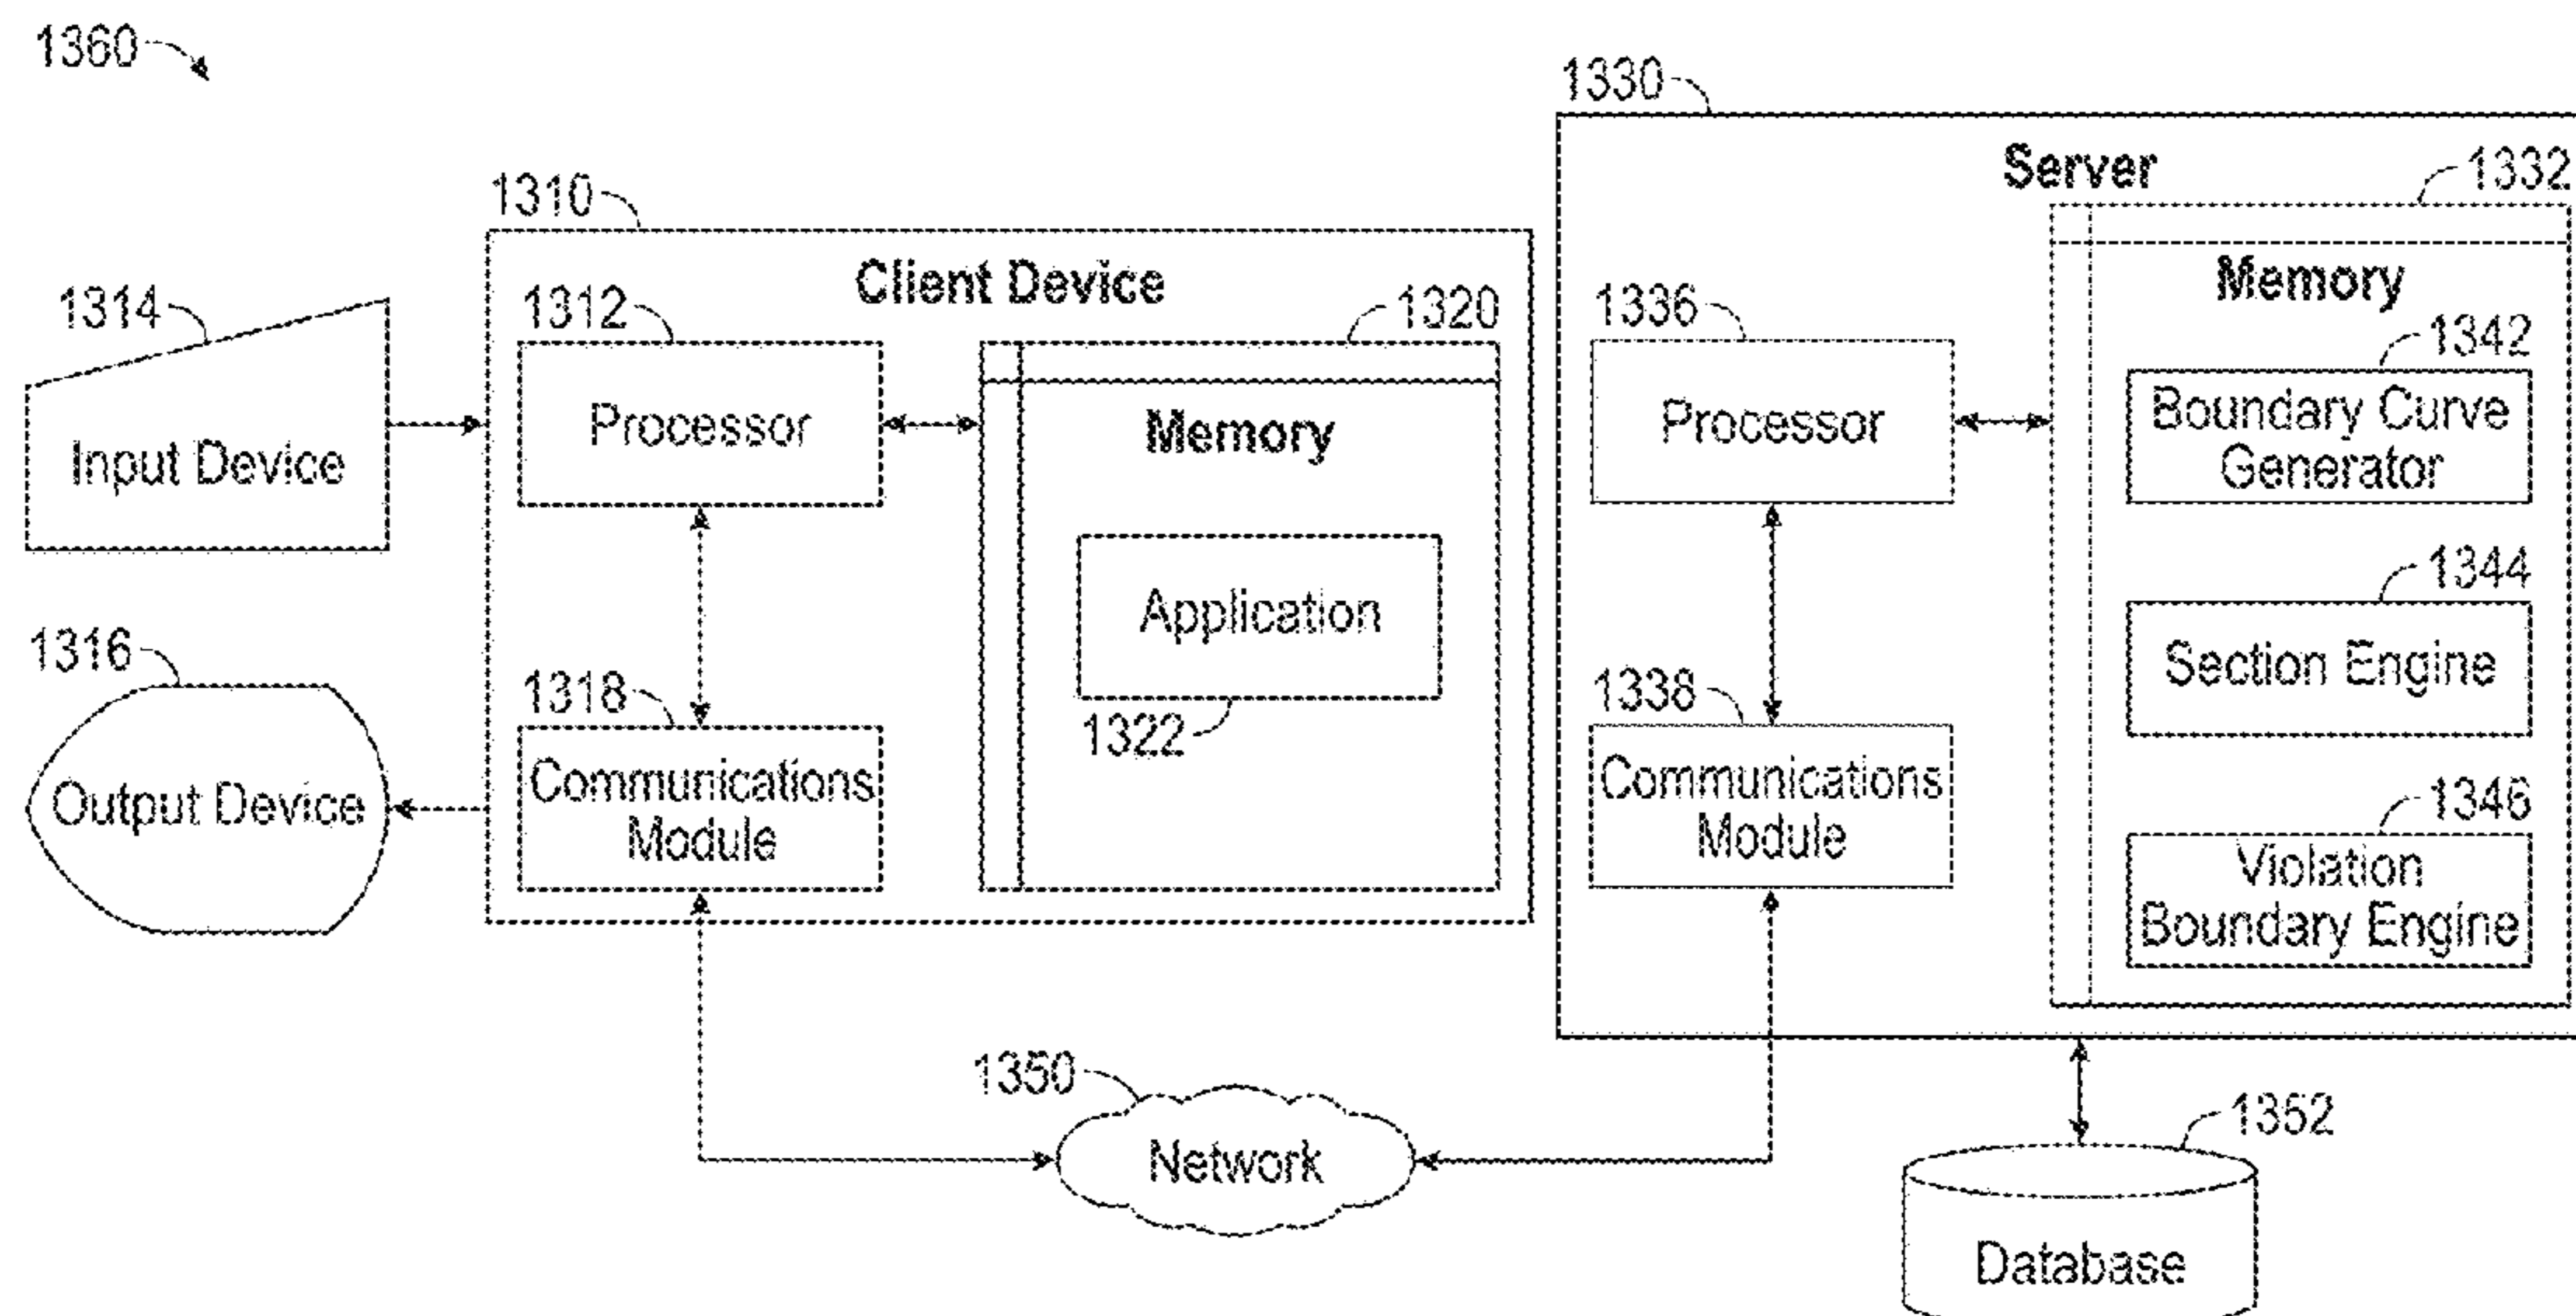 1360
1330
Server
1332
1310
Client Device
Memory
1314
1312
1320
1336
1342
Input Device
Processor
Memory
Processor
Boundary Curve
Generator
Application
1344
Section Engine
1316
1318
1322
1338
Output Device
Communications
Module
Communications
Module
1346
Violation
Boundary Engine
1350
Network
1352
Database